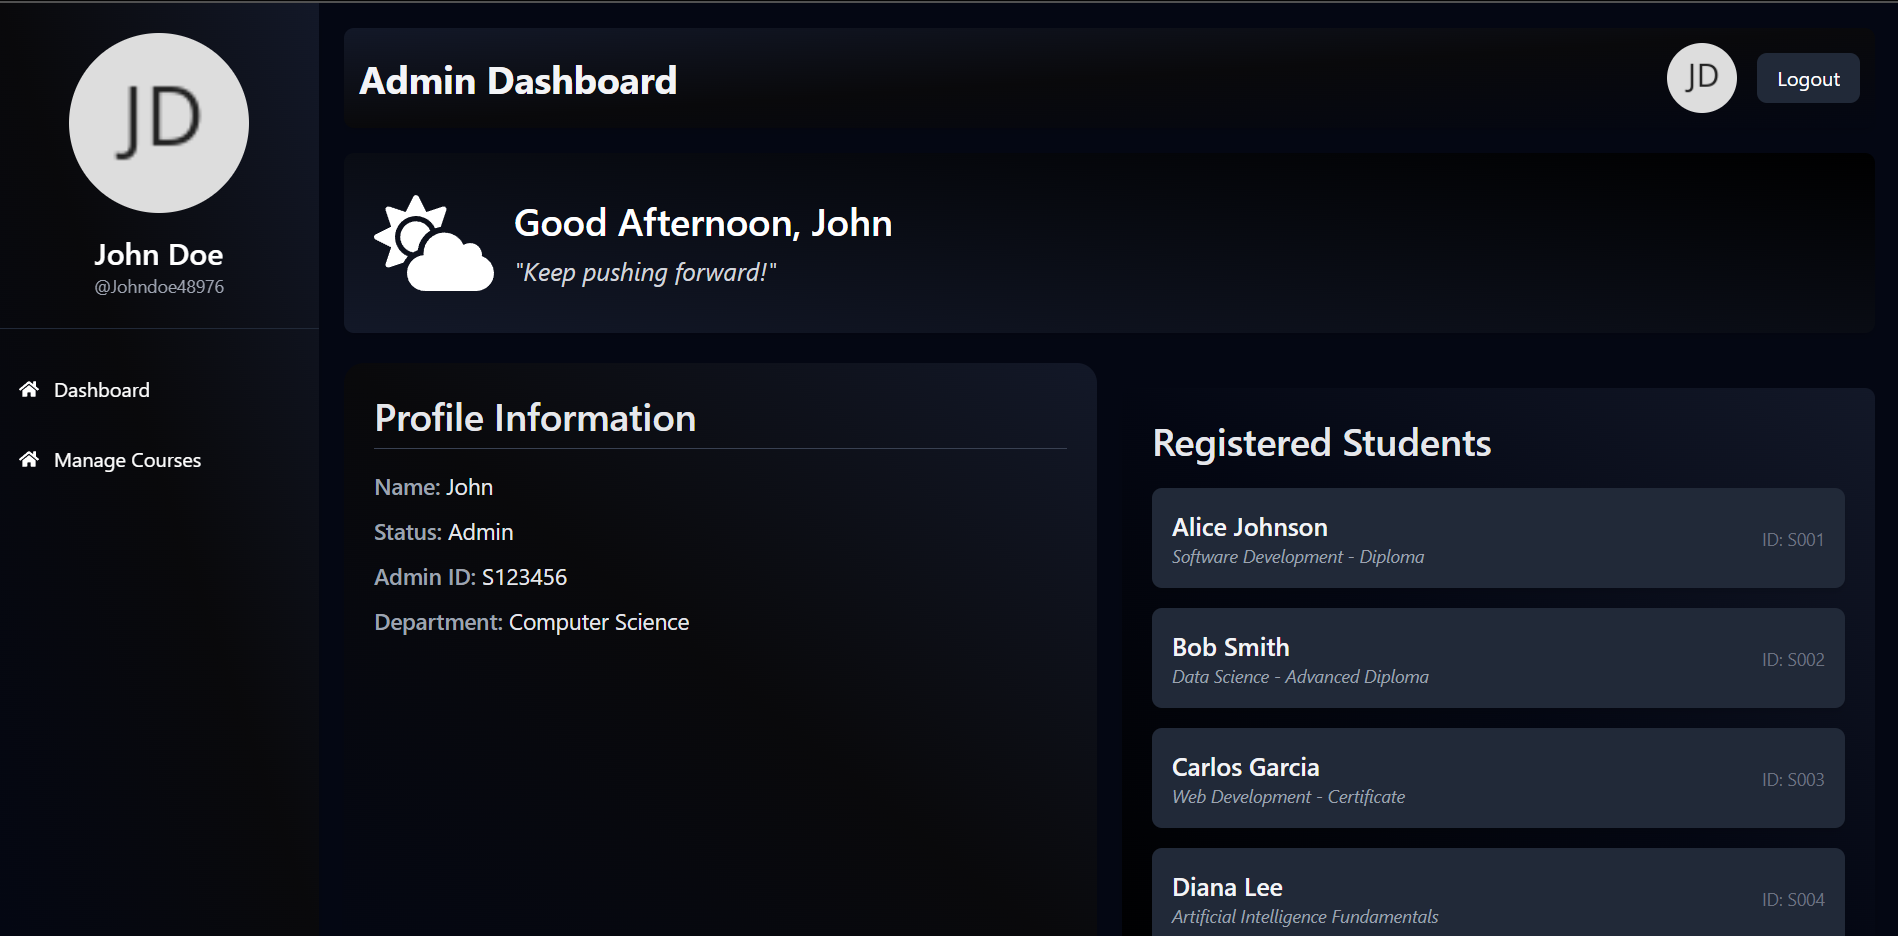 JD
John Doe
@Johndoe48976
Dashboard
Manage Courses
Admin Dashboard
JD
Logout
Good Afternoon, John
"Keep pushing forward!"
Profile Information
Name: John
Status: Admin
Admin ID: S123456
Department: Computer Science
Registered Students
Alice Johnson
Software Development - Diploma
ID: S001
Bob Smith
Data Science - Advanced Diploma
ID: S002
Carlos Garcia
Web Development - Certificate
ID: S003
Diana Lee
Artificial Intelligence Fundamentals
ID: S004